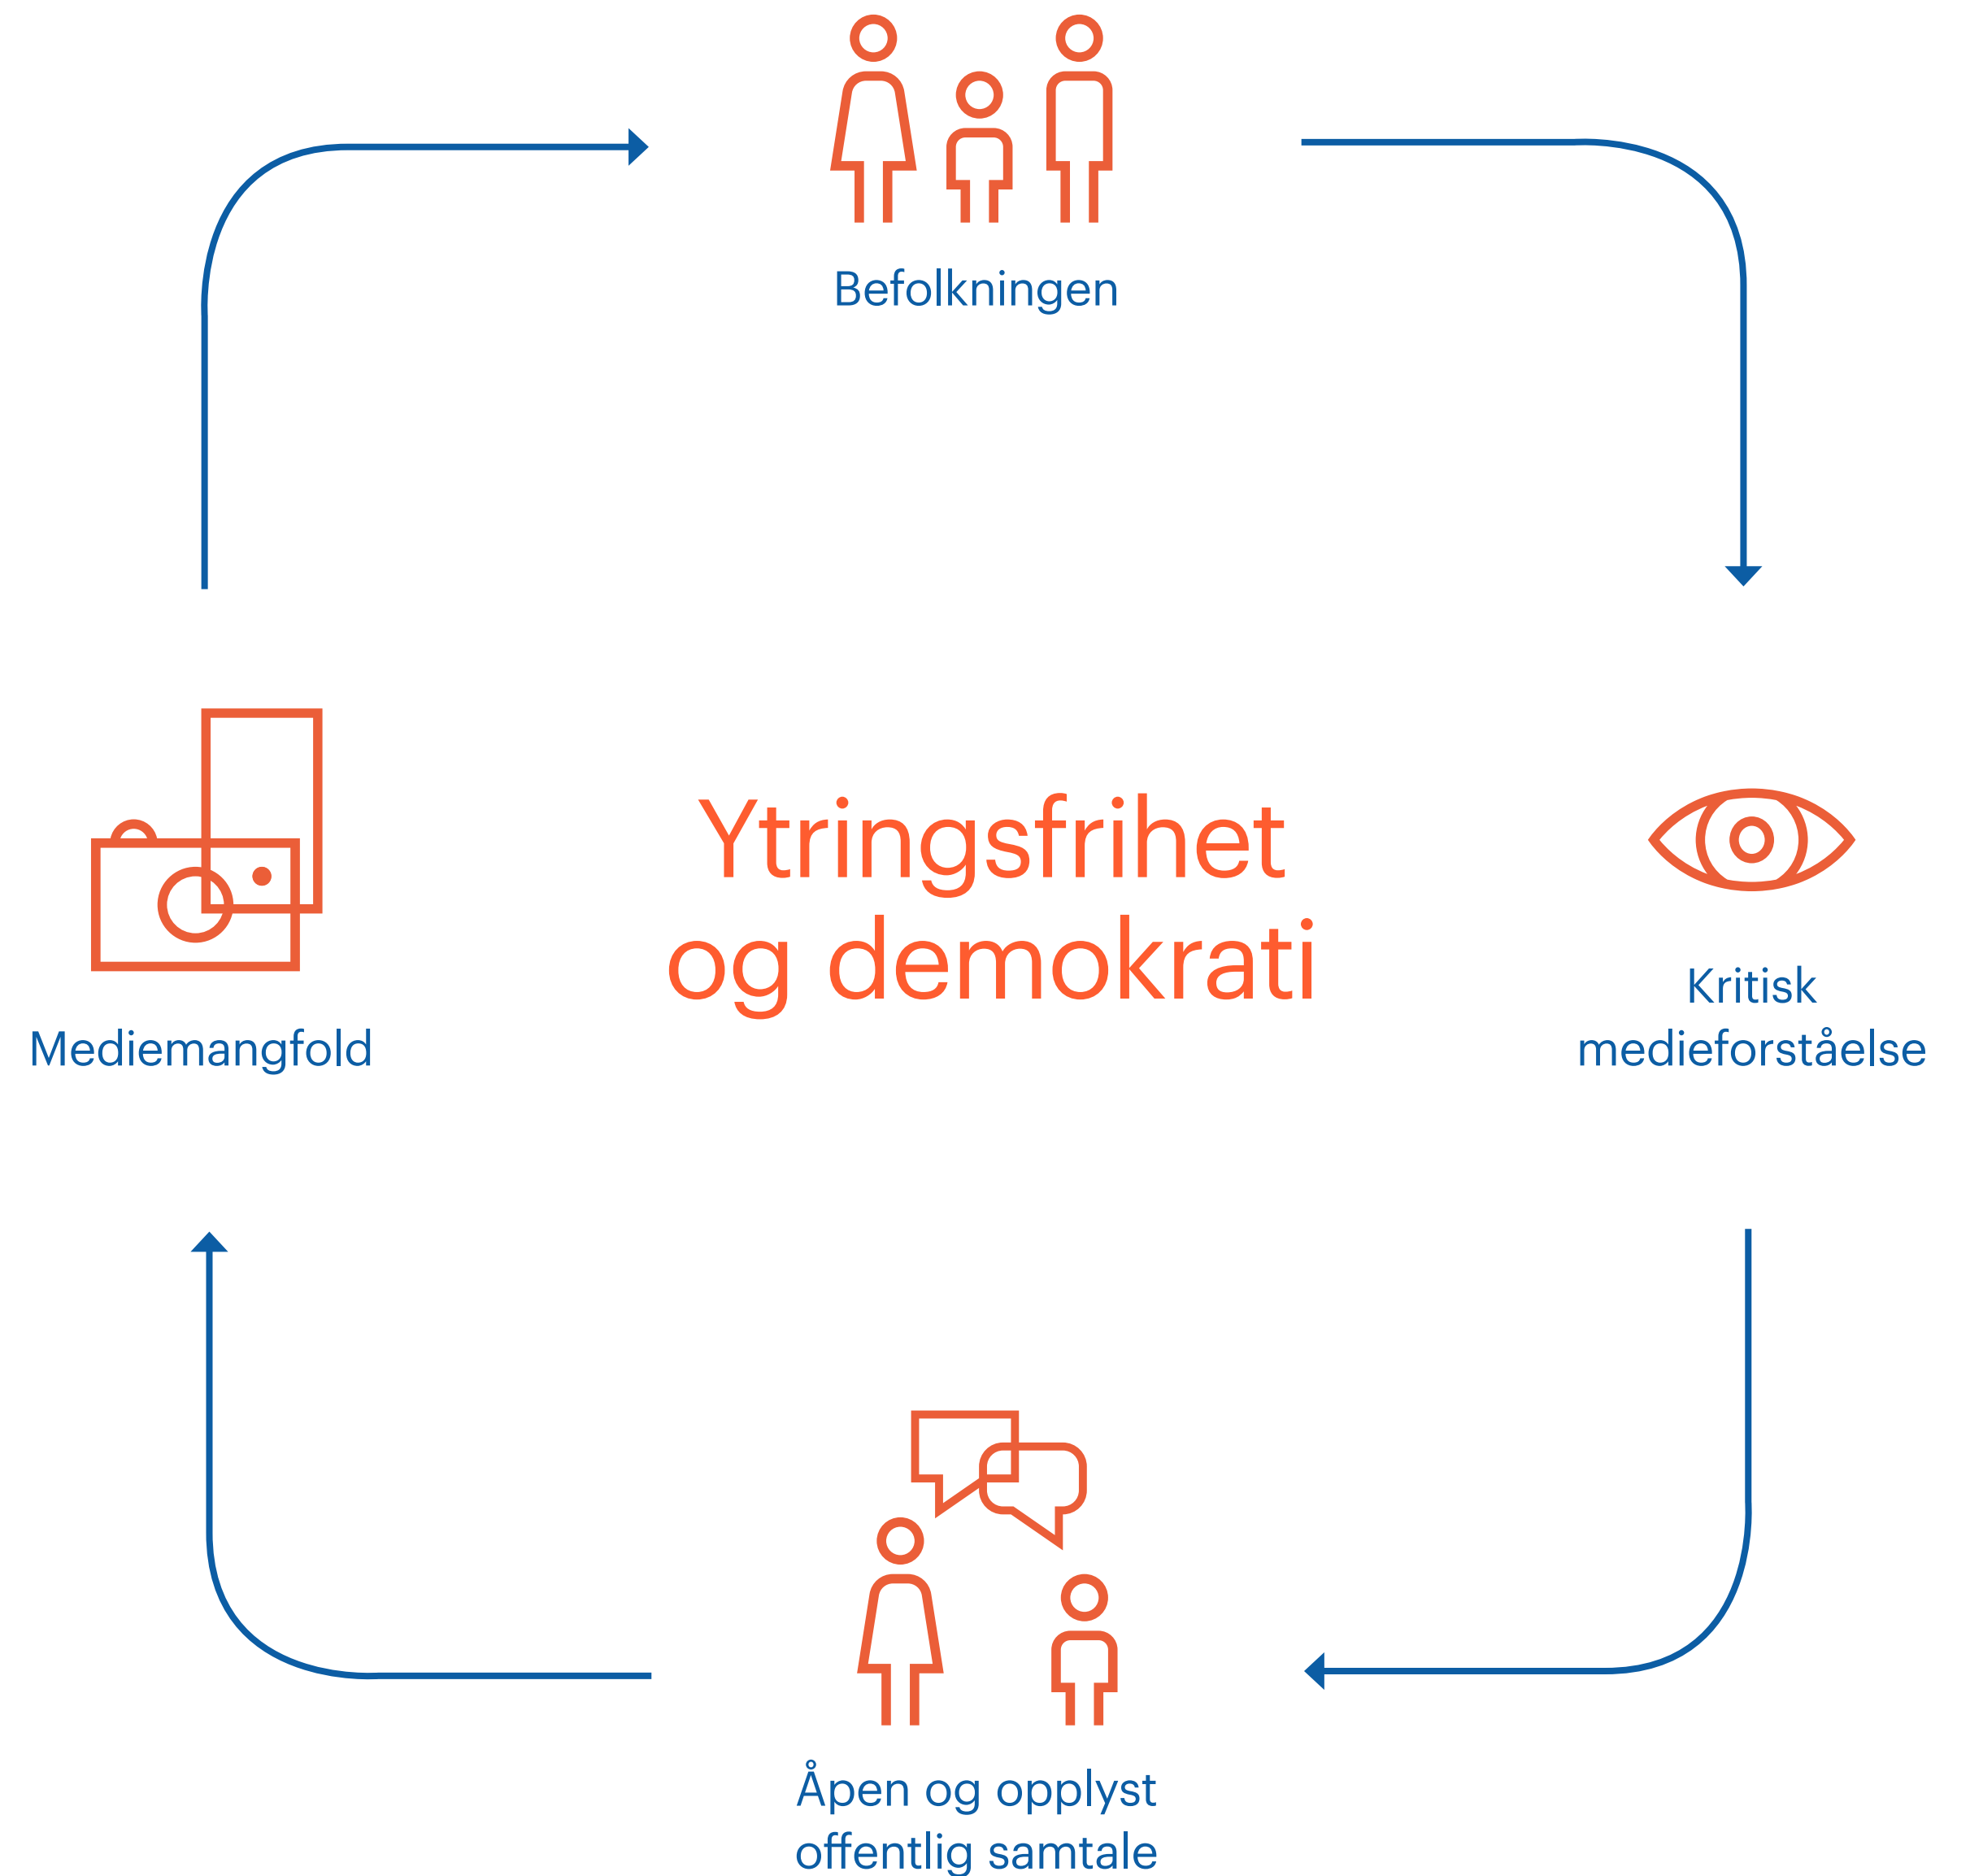 Befolkningen
Ytringsfrihet
og demokrati
Mediemangfold
Kritisk
medieforståelse
Åpen og opplyst
offentlig samtale